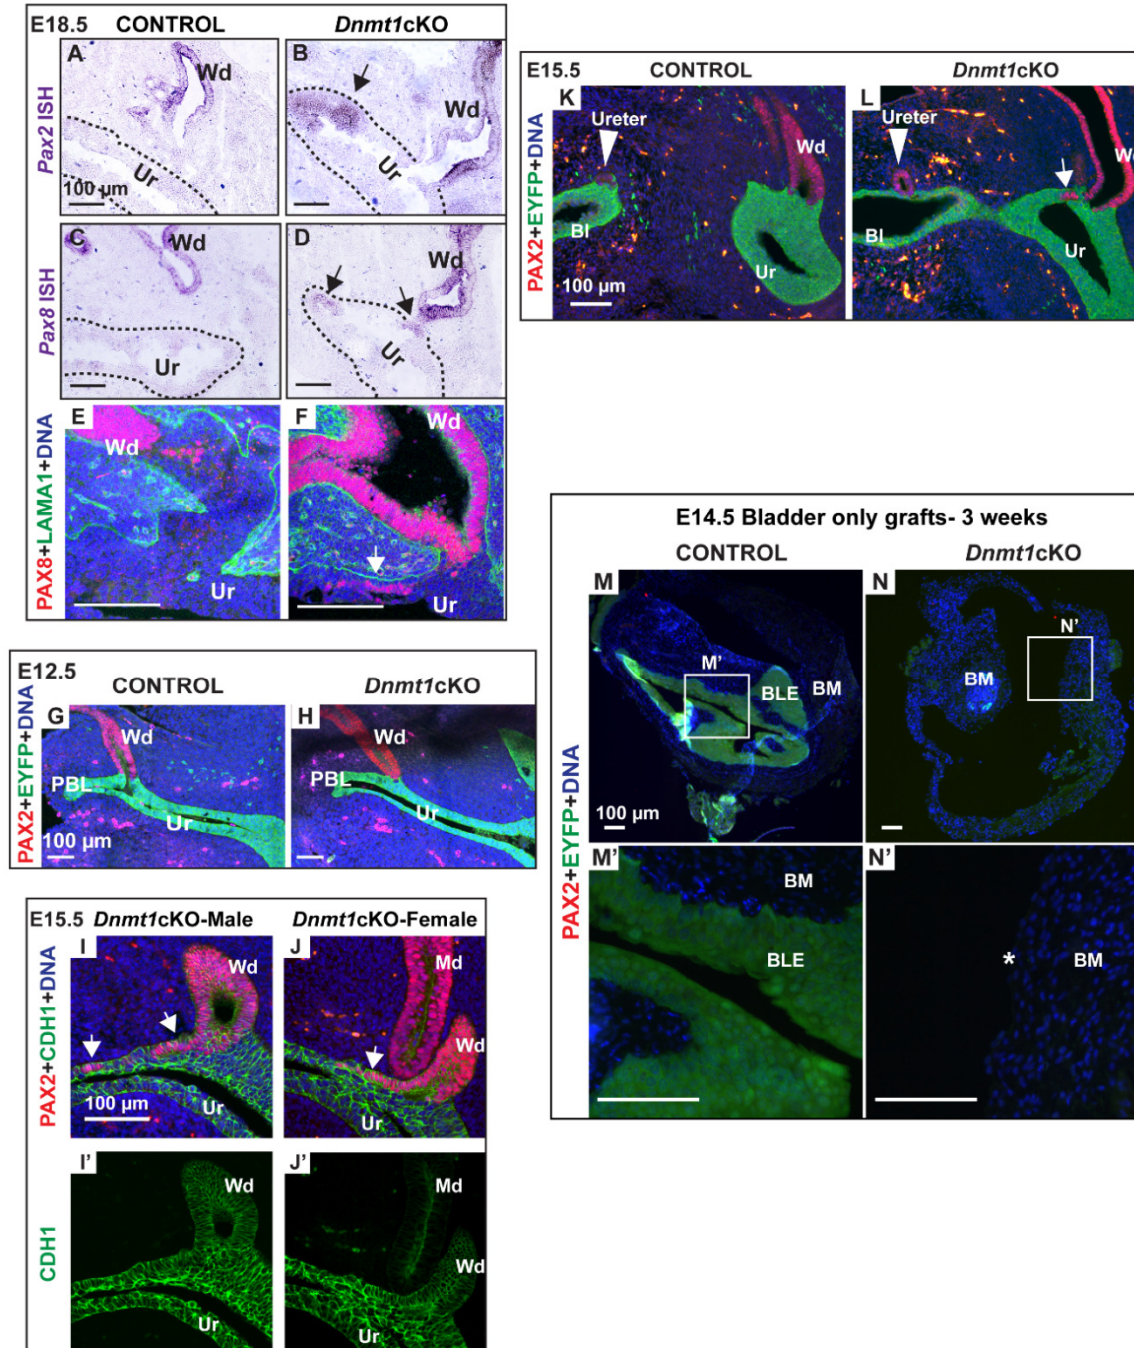 E18.5 CONTROL Dnmt1cKO
Pax2 ISH
A Wd
Ur
100 µm
B Wd
Ur
Pax8 ISH
C Wd
Ur
D Wd
Ur
PAX8+LAMA1+DNA
E Wd
Ur
F Wd
Ur
E12.5
CONTROL Dnmt1cKO
PAX2+EYFP+DNA
G Wd
PBL
Ur
100 µm
H Wd
PBL
Ur
E15.5 Dnmt1cKO-Male Dnmt1cKO-Female
PAX2+CDH1+DNA
I Wd
100 µm
Ur
J Md
Wd
Ur
CDH1
I’ Wd
Ur
J’ Md
Wd
Ur
E15.5 CONTROL Dnmt1cKO
PAX2+EYFP+DNA
K
Ureter
Wd
Bl
Ur
100 µm
L
Ureter
Bl
Ur
E14.5 Bladder only grafts- 3 weeks
CONTROL Dnmt1cKO
PAX2+EYFP+DNA
M
M’
BLE BM
100 µm
N
N’
BM
M’
BM
BLE
N’
* BM